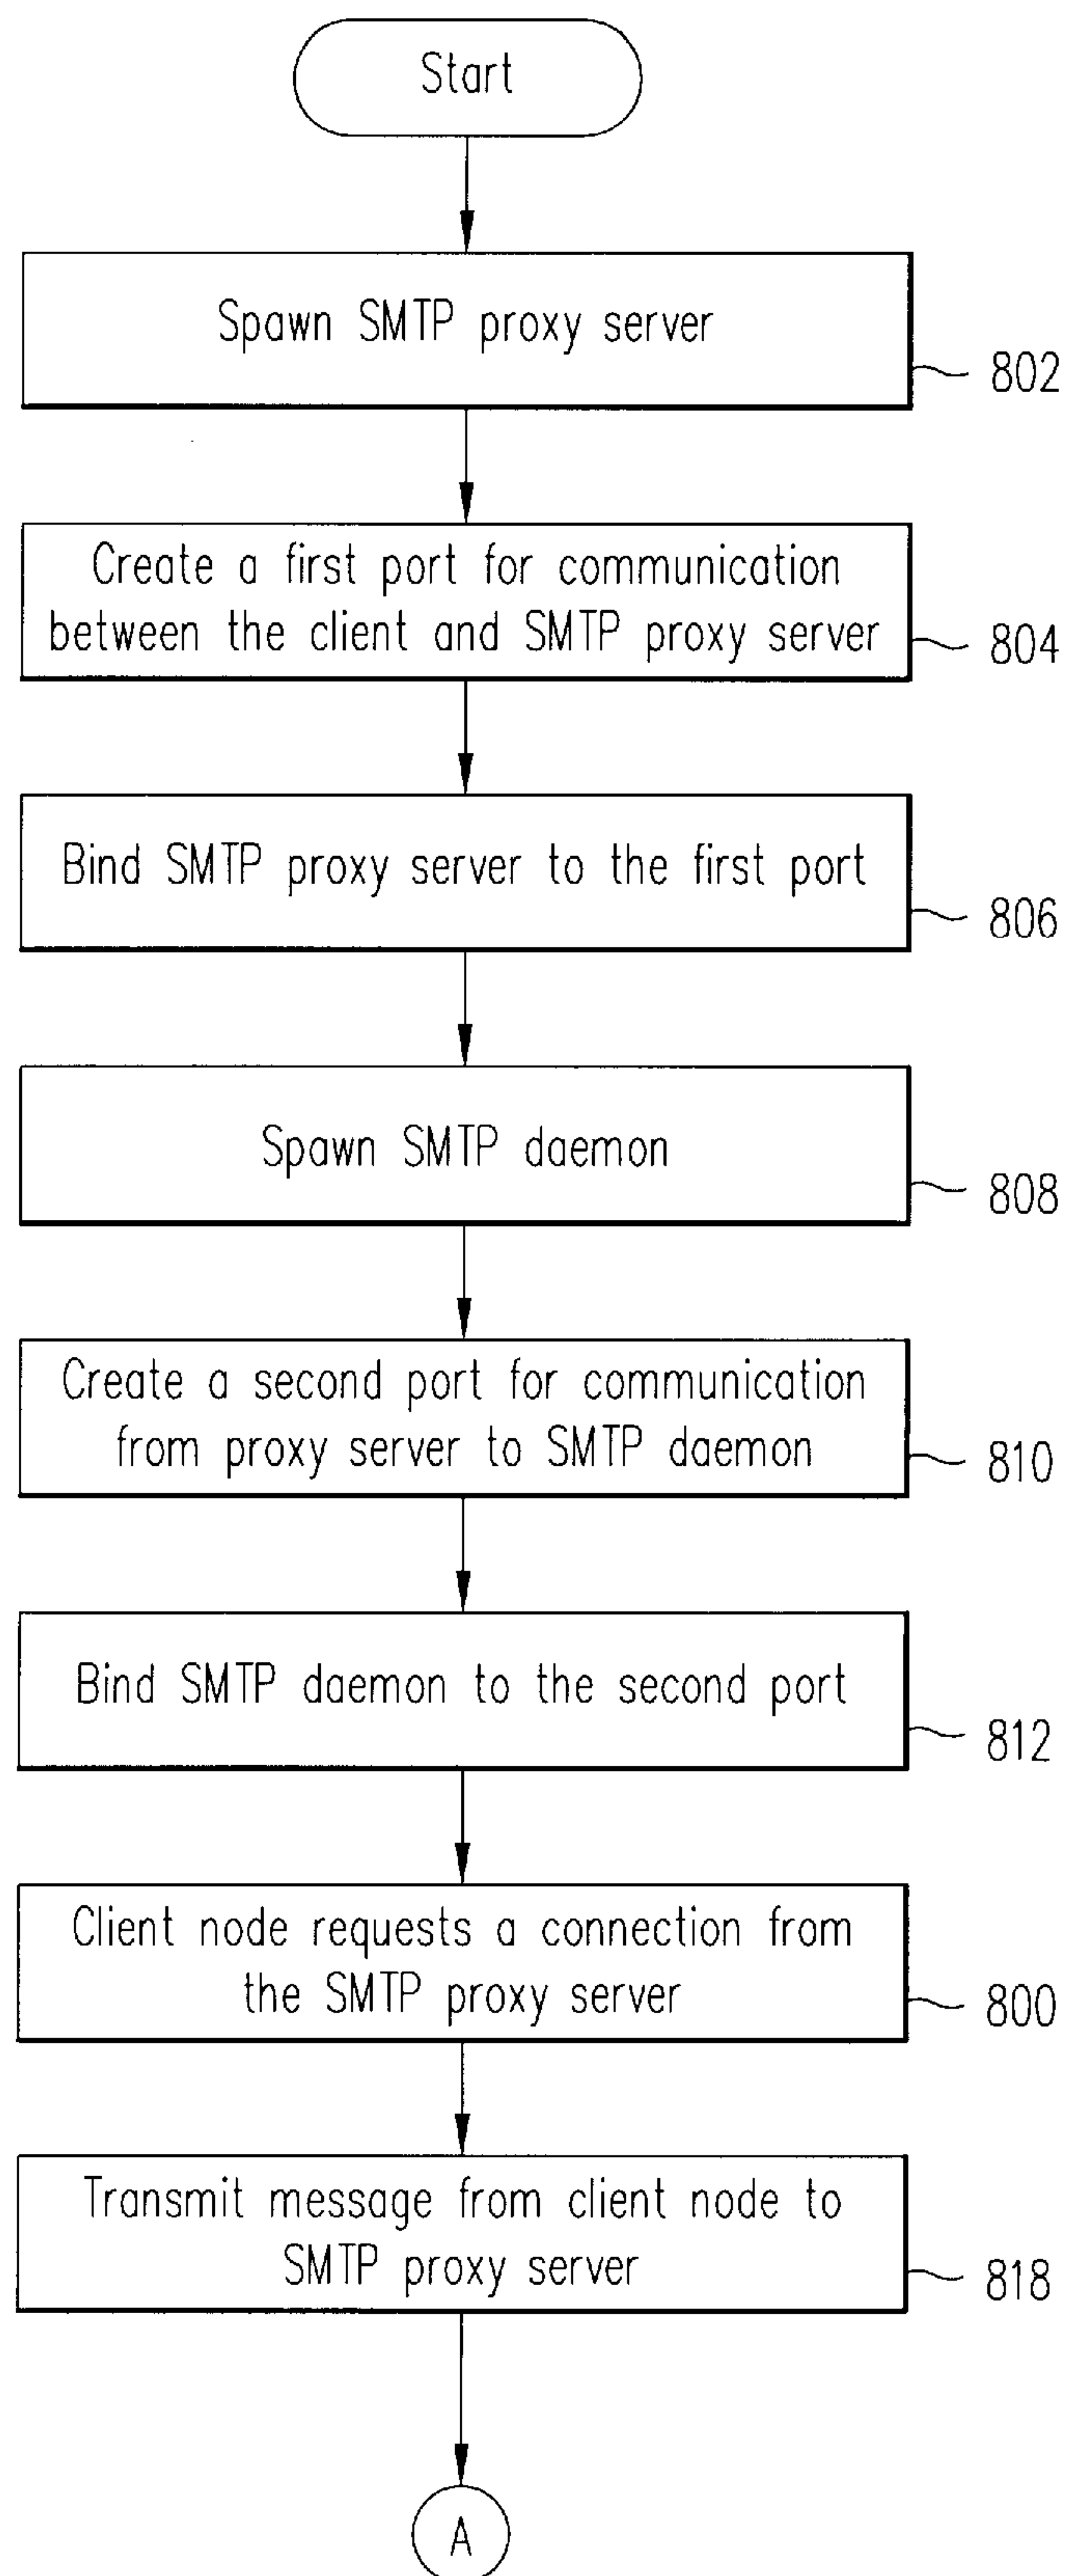 Start
Spawn SMTP proxy server
802
Create a first port for communication
between the client and SMTP proxy server
804
Bind SMTP proxy server to the first port
806
Spawn SMTP daemon
808
Create a second port for communication
from proxy server to SMTP daemon
810
Bind SMTP daemon to the second port
812
Client node requests a connection from
the SMTP proxy server
800
Transmit message from client node to
SMTP proxy server
818
A